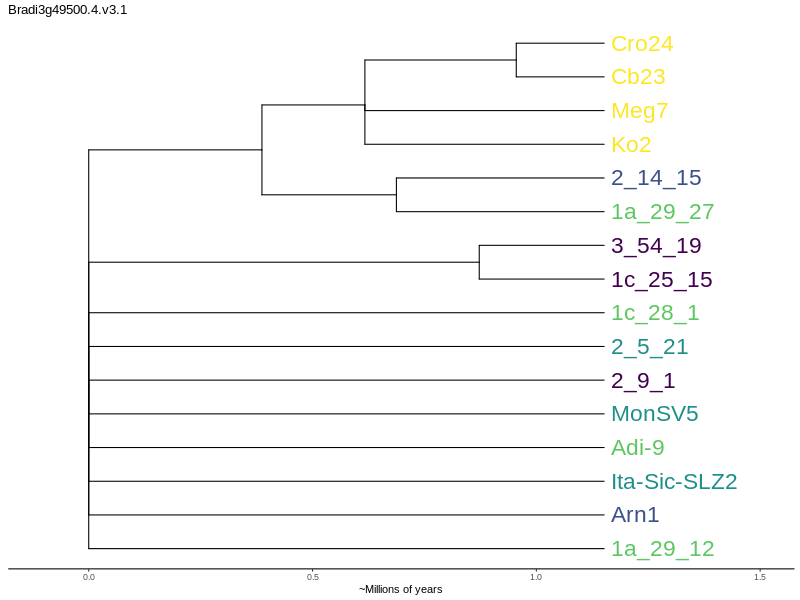 Bradi3g49500.4.v3.1
Cro24
Cb23
Meg7
Ko2
2_14_15
1a_29_27
3_54_19
1c_25_15
1c_28_1
2_5_21
2_9_1
MonSV5
Adi-9
Ita-Sic-SLZ2
Arn1
1a_29_12
0.0 0.5 1.0 1.5
~Millions of years